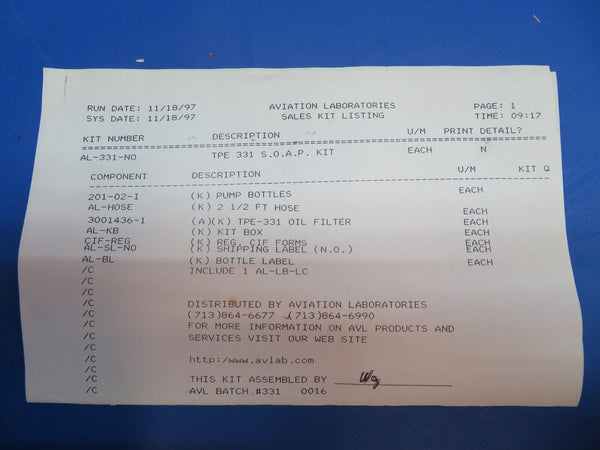 RUN DATE: 11/18/97 AVIATION LABORATORIES PAGE: 1
SYS DATE: 11/18/97 SALES KIT LISTING TIME: 09:17
KIT NUMBER DESCRIPTION U/M PRINT DETAIL?
AL-331-NO TPE 331 S.O.A.P. KIT EACH N
COMPONENT DESCRIPTION U/M KIT Q
201-02-I (K) PUMP BOTTLES EACH
AL-HOSE (K) 2 1/2 FT HOSE
3001436-1 (A)(K) TPE-331 OIL FILTER EACH
AL-KB (K) KIT BOX EACH
CIF-REG (K) REG. CIF FORMS EACH
AL-SL-NO (K) SHIPPING LABEL (N.O.) EACH
AL-BL (K) BOTTLE LABEL EACH
/C INCLUDE 1 AL-LB-LC
/C
/C
/C DISTRIBUTED BY AVIATION LABORATORIES
/C (713)864-6677 (713)864-6990
/C FOR MORE INFORMATION ON AVL PRODUCTS AND
/C SERVICES VISIT OUR WEB SITE
/C
/C http:/www.avlab.com
/C
/C THIS KIT ASSEMBLED BY
/C AVL BATCH #331 0016